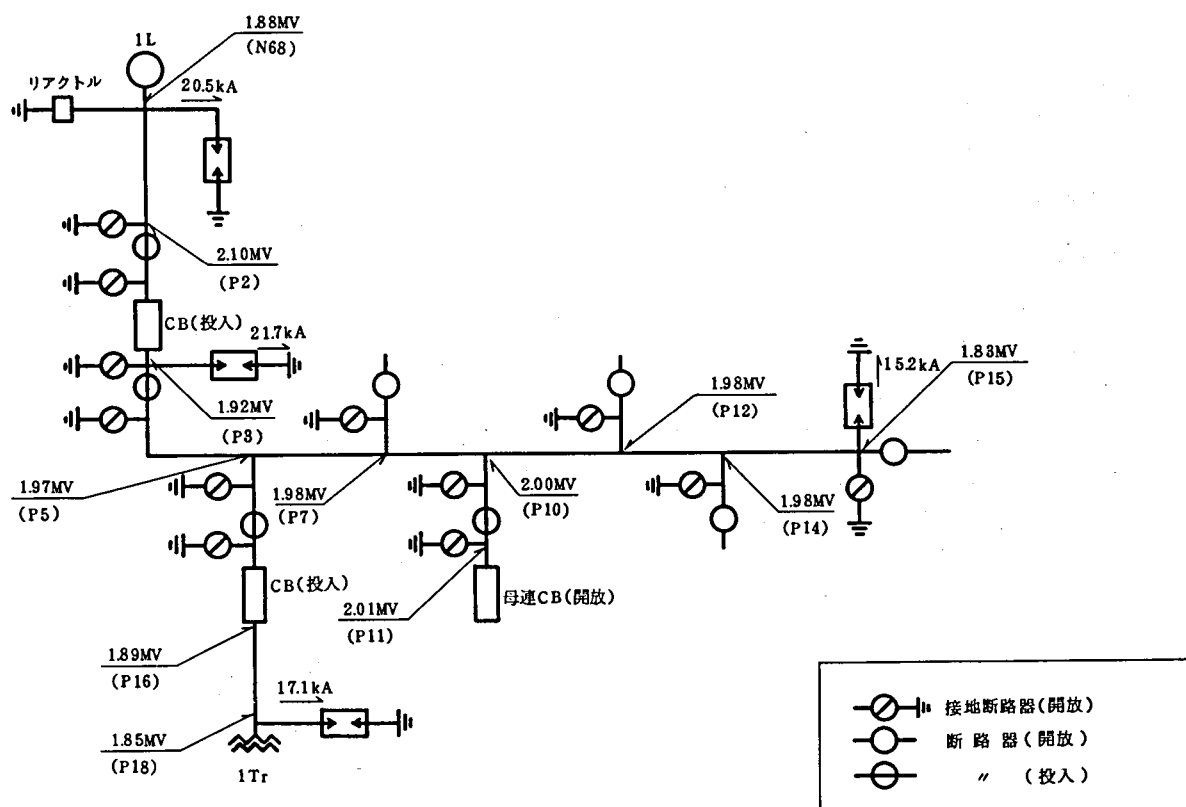 1L
1.88MV
(N68)
リアクトル
20.5kA
2.10MV
(P2)
CB(投入)
21.7kA
1.92MV
(P3)
1.98MV
(P12)
15.2kA
1.83MV
(P15)
1.97MV
(P5)
1.98MV
(P7)
2.00MV
(P10)
1.98MV
(P14)
CB(投入)
2.01MV
(P11)
母連CB(開放)
1.89MV
(P16)
17.1kA
1.85MV
(P18)
1Tr
接地断路器(開放)
断路器(開放)
〃 (投入)